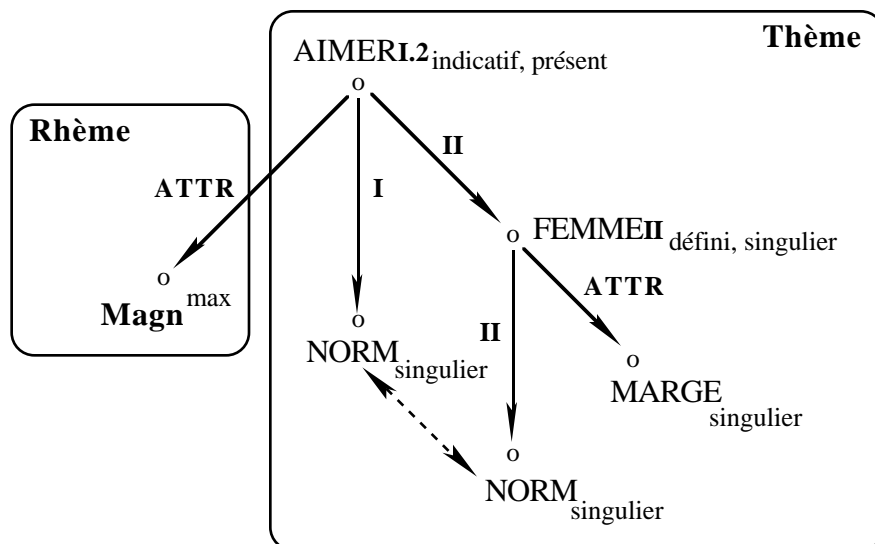 Thème
AIMERI.2 indicatif, présent
o
Rhème
II
ATTR
I
o FEMMEII défini, singulier
o
ATTR
Magn max
o
II
o
NORM singulier
MARGE singulier
o
NORM singulier